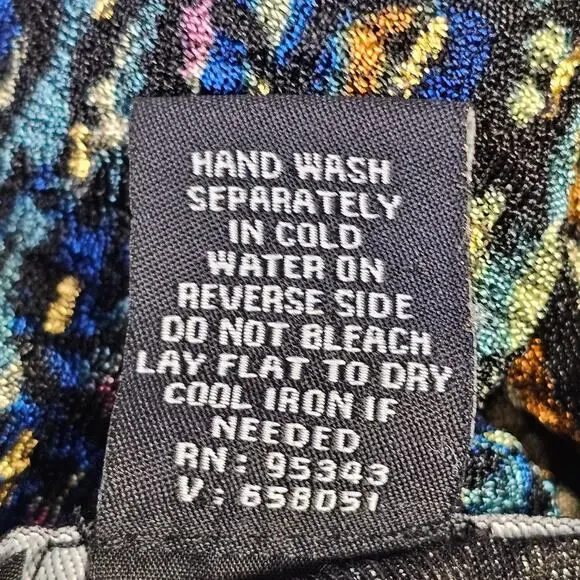 HAND WASH
SEPARATELY
IN COLD
WATER ON
REVERSE SIDE
DO NOT BLEACH
LAY FLAT TO DRY
COOL IRON IF
NEEDED
RN: 95343
V: 658051